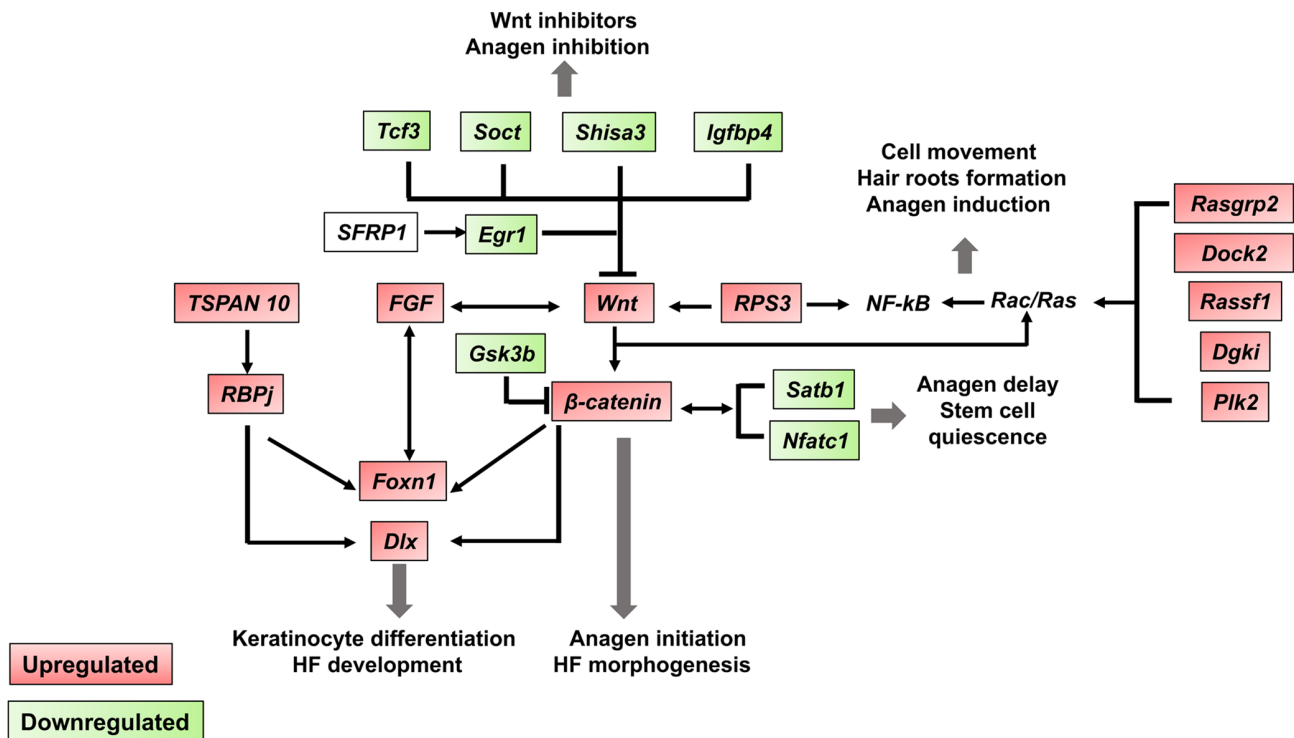 Wnt inhibitors
Anagen inhibition
Tcf3
Soct
Shisa3
Igfbp4
Cell movement
Hair roots formation
Anagen induction
Rasgrp2
SFRP1
Egr1
Dock2
TSPAN 10
FGF
Wnt
RPS3
NF-kB
Rac/Ras
Rassf1
Gsk3b
Dgki
RBPj
β-catenin
Satb1
Anagen delay
Stem cell
quiescence
Plk2
Nfatc1
Foxn1
Dlx
Keratinocyte differentiation
HF development
Anagen initiation
HF morphogenesis
Upregulated
Downregulated